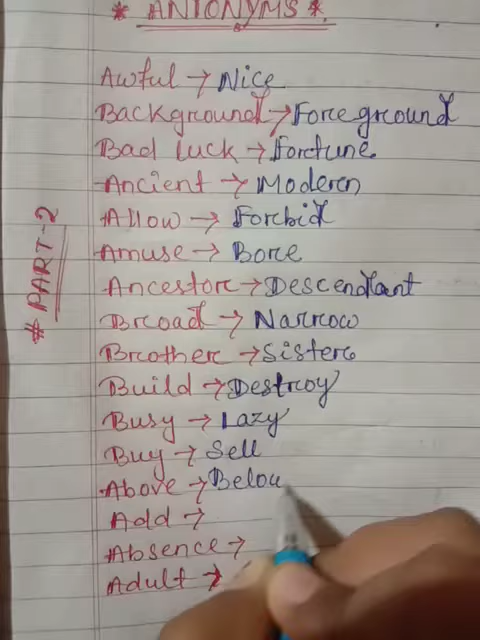 * ANTONYMS *
* PART-2
Awful → Nice
Background → Foreground
Bad luck → Fortune
Ancient → Modern
Allow → Forbid
Amuse → Bore
Ancestor → Descendant
Broad → Narrow
Brother → Sister
Build → Destroy
Busy → Lazy
Buy → Sell
Above → Below
Add →
Absence →
Adult →